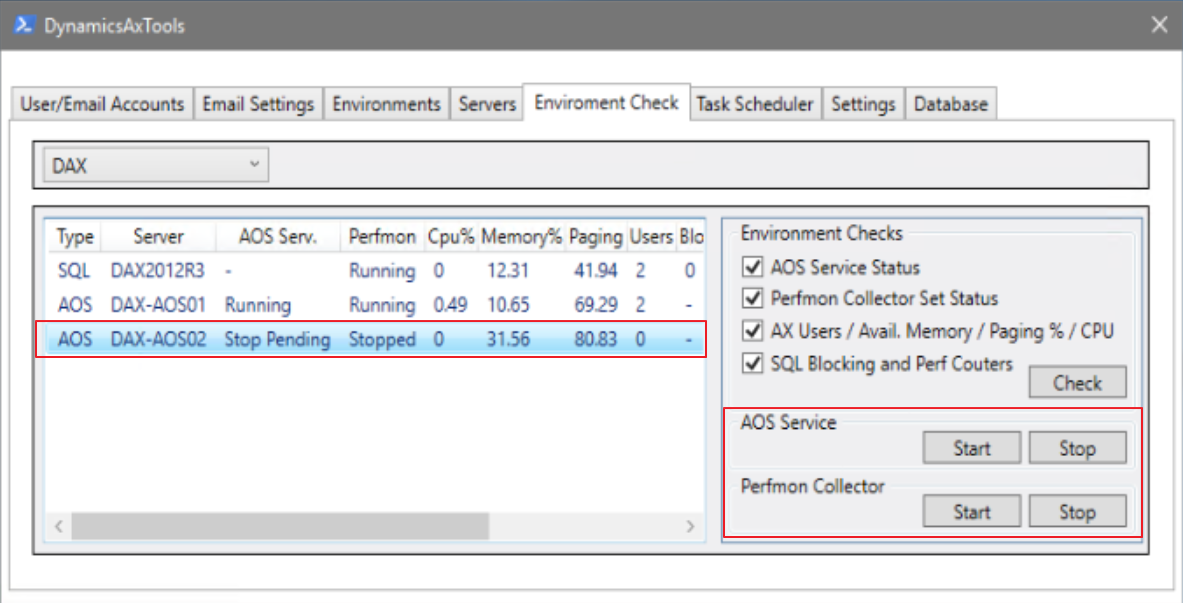 DynamicsAxTools
User/Email Accounts Email Settings Environments Servers Enviroment Check Task Scheduler Settings Database
DAX
Type Server AOS Serv. Perfmon Cpu% Memory% Paging Users Blo
SQL DAX2012R3 - Running 0 12.31 41.94 2 0
AOS DAX-AOS01 Running Running 0.49 10.65 69.29 2 -
AOS DAX-AOS02 Stop Pending Stopped 0 31.56 80.83 0 -
Environment Checks
AOS Service Status
Perfmon Collector Set Status
AX Users / Avail. Memory / Paging % / CPU
SQL Blocking and Perf Couters
Check
AOS Service
Start Stop
Perfmon Collector
Start Stop